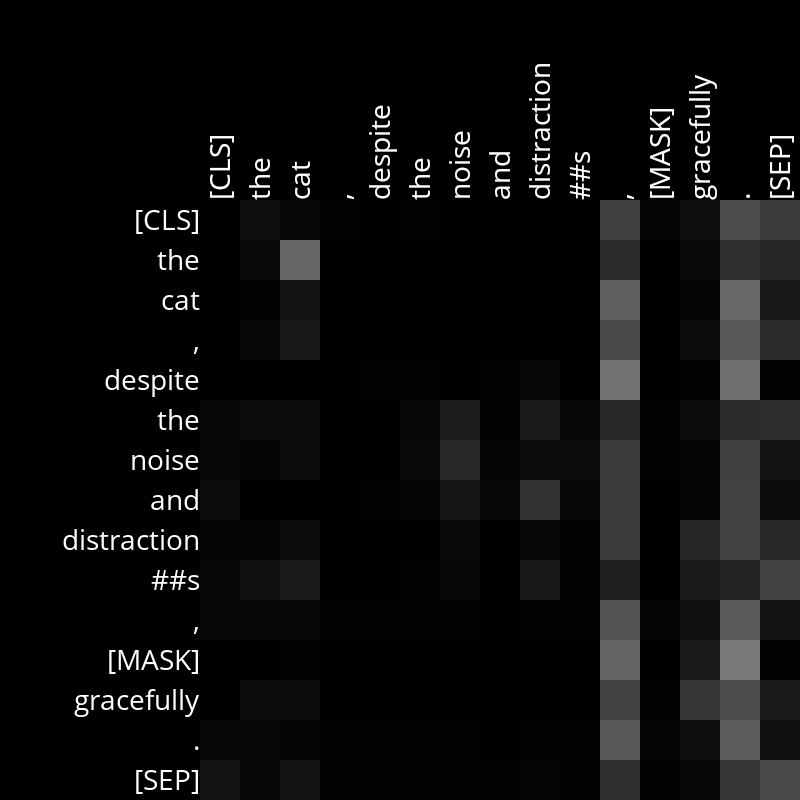 [CLS] the cat , despite the noise and distraction ##s , [MASK] gracefully . [SEP]
[CLS]
the
cat
,
despite
the
noise
and
distraction
##s
,
[MASK]
gracefully
.
[SEP]